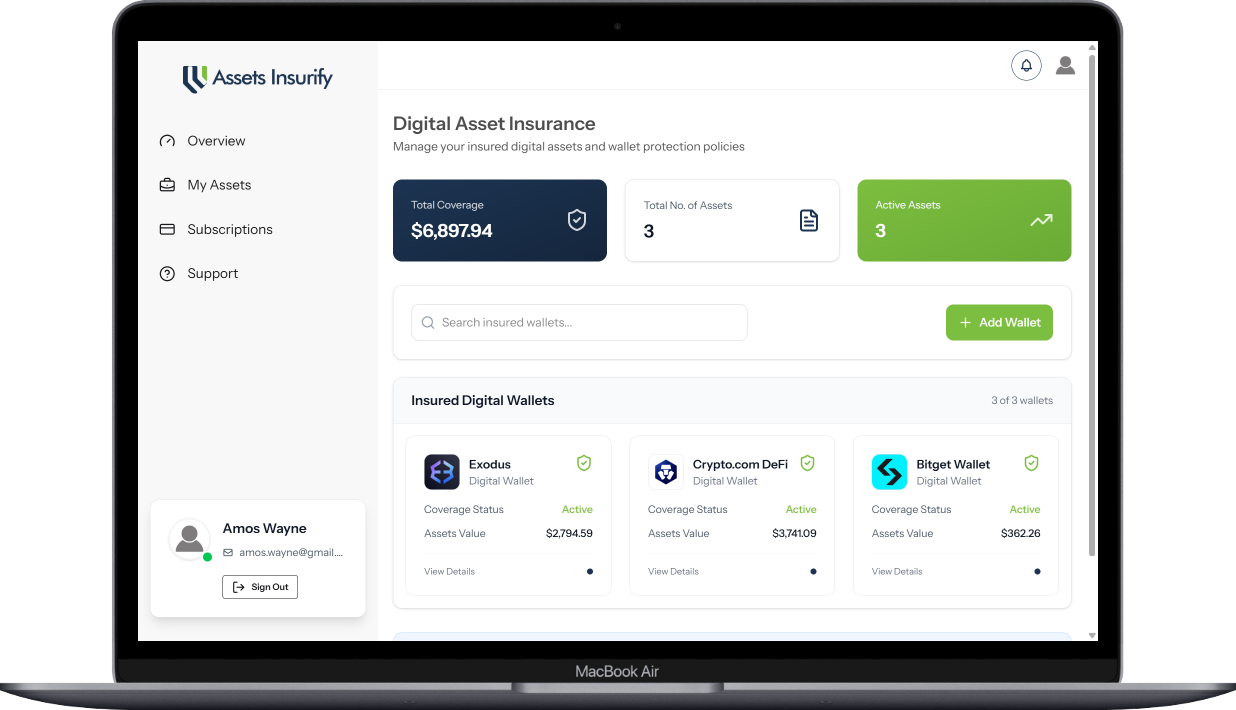 Assets Insurify
Overview
My Assets
Subscriptions
Support
Amos Wayne
amos.wayne@gmail....
Sign Out
Digital Asset Insurance
Manage your insured digital assets and wallet protection policies
Total Coverage
$6,897.94
Total No. of Assets
3
Active Assets
3
Search insured wallets...
Add Wallet
Insured Digital Wallets
3 of 3 wallets
Exodus
Digital Wallet
Coverage Status Active
Assets Value $2,794.59
View Details
Crypto.com DeFi
Digital Wallet
Coverage Status Active
Assets Value $3,741.09
View Details
Bitget Wallet
Digital Wallet
Coverage Status Active
Assets Value $362.26
View Details
MacBook Air